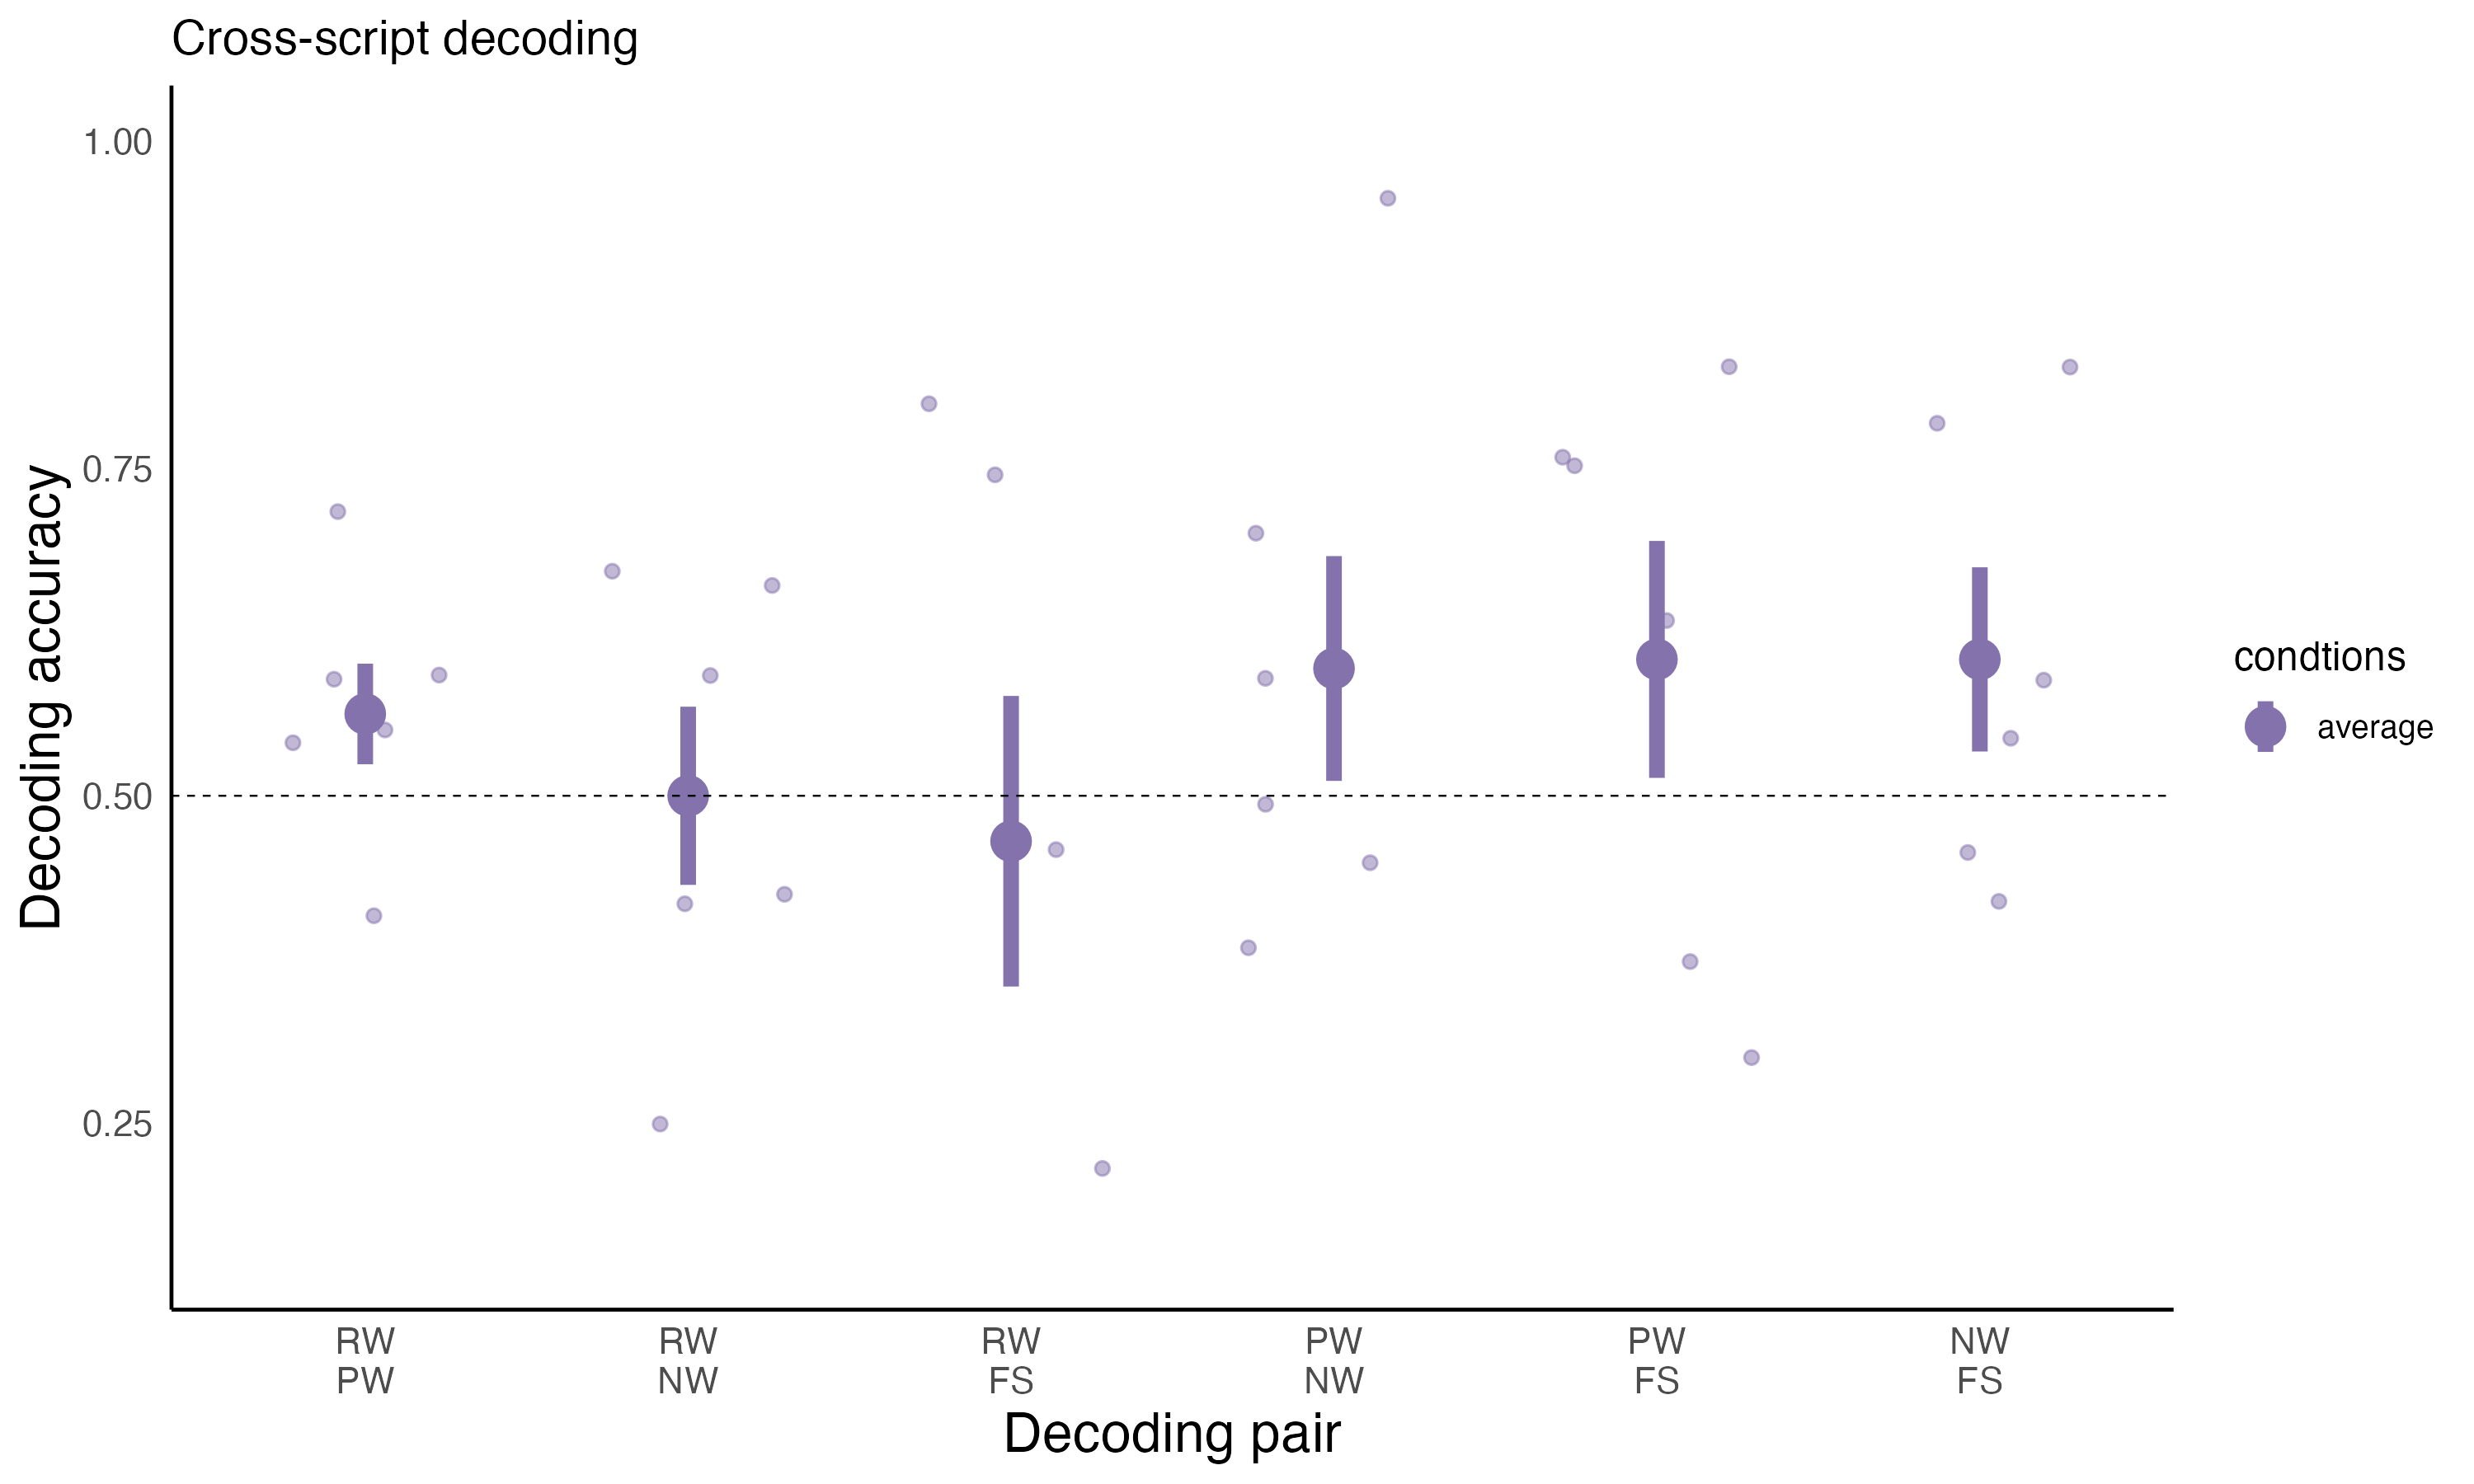 Cross-script decoding
Decoding accuracy
1.00
0.75
0.50
0.25
RW
PW
RW
NW
RW
FS
PW
NW
PW
FS
NW
FS
Decoding pair
condtions
average